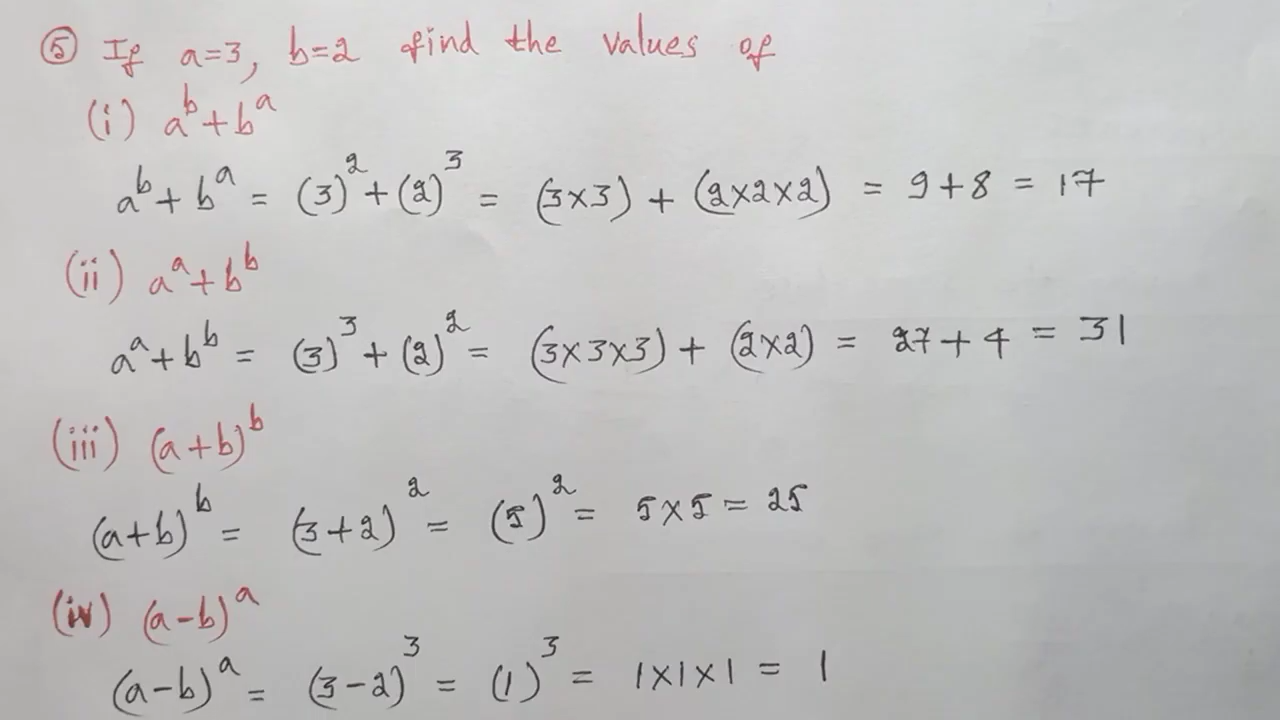 ⑤ If a=3, b=2 find the values of
(i) a^b + b^a
a^b + b^a = (3)^2 + (2)^3 = (3×3) + (2×2×2) = 9+8 = 17
(ii) a^a + b^b
a^a + b^b = (3)^3 + (2)^2 = (3×3×3) + (2×2) = 27+4 = 31
(iii) (a+b)^b
(a+b)^b = (3+2)^2 = (5)^2 = 5×5 = 25
(iv) (a-b)^a
(a-b)^a = (3-2)^3 = (1)^3 = 1×1×1 = 1